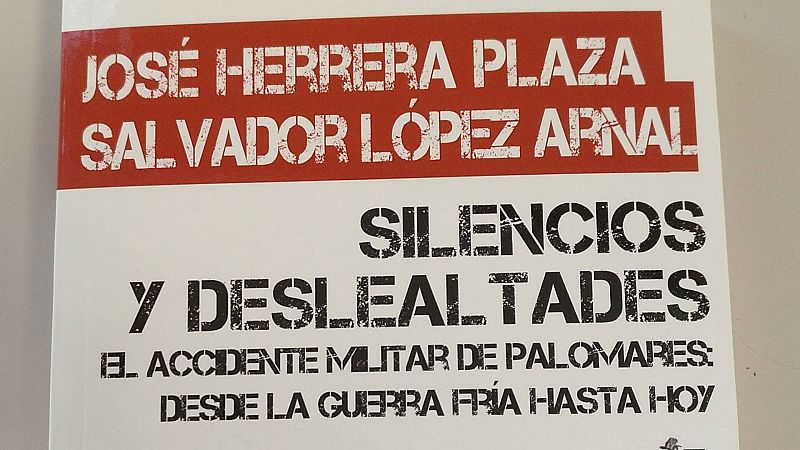 JOSÉ HERRERA PLAZA
SALVADOR LÓPEZ ARNAL
SILENCIOS
Y DESLEALTADES
EL ACCIDENTE MILITAR DE PALOMARES:
DESDE LA GUERRA FRÍA HASTA HOY